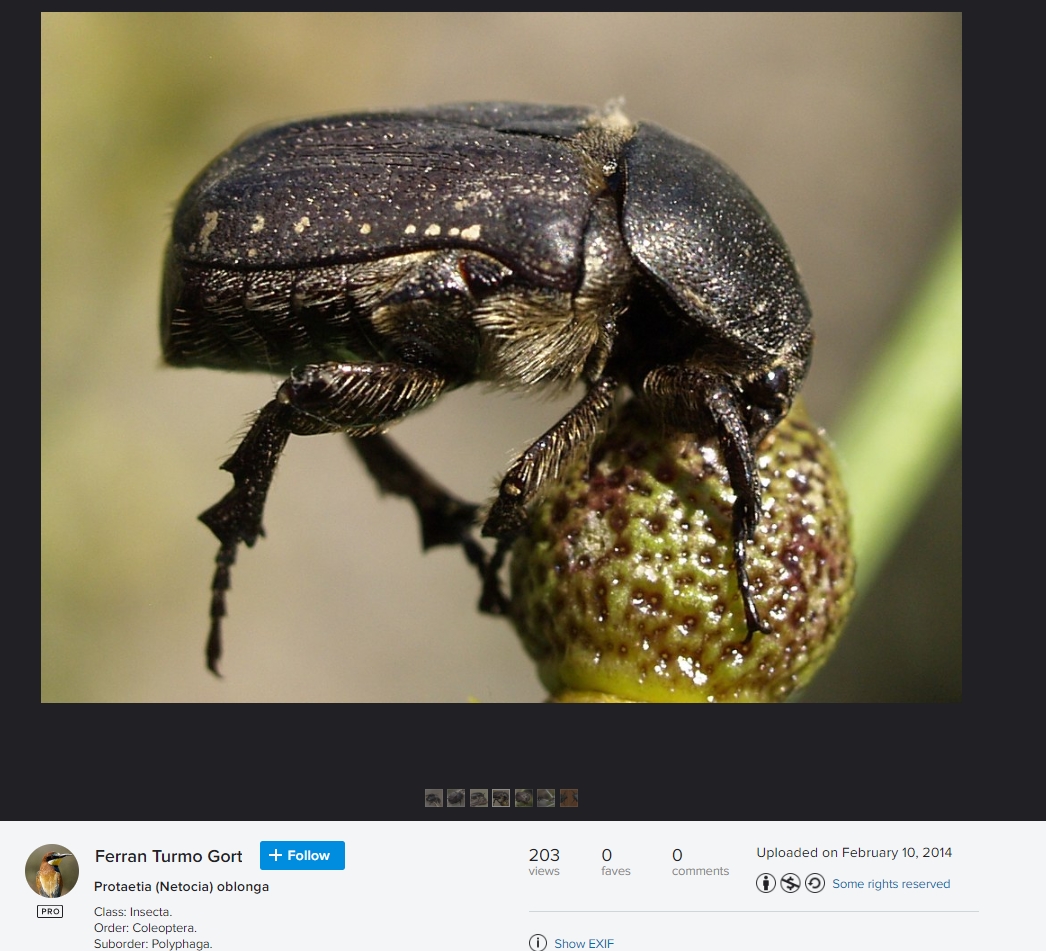 Ferran Turmo Gort
+ Follow
Protaetia (Netocia) oblonga
PRO
Class: Insecta.
Order: Coleoptera.
Suborder: Polyphaga.
203
views
0
faves
0
comments
Uploaded on February 10, 2014
Some rights reserved
Show EXIF